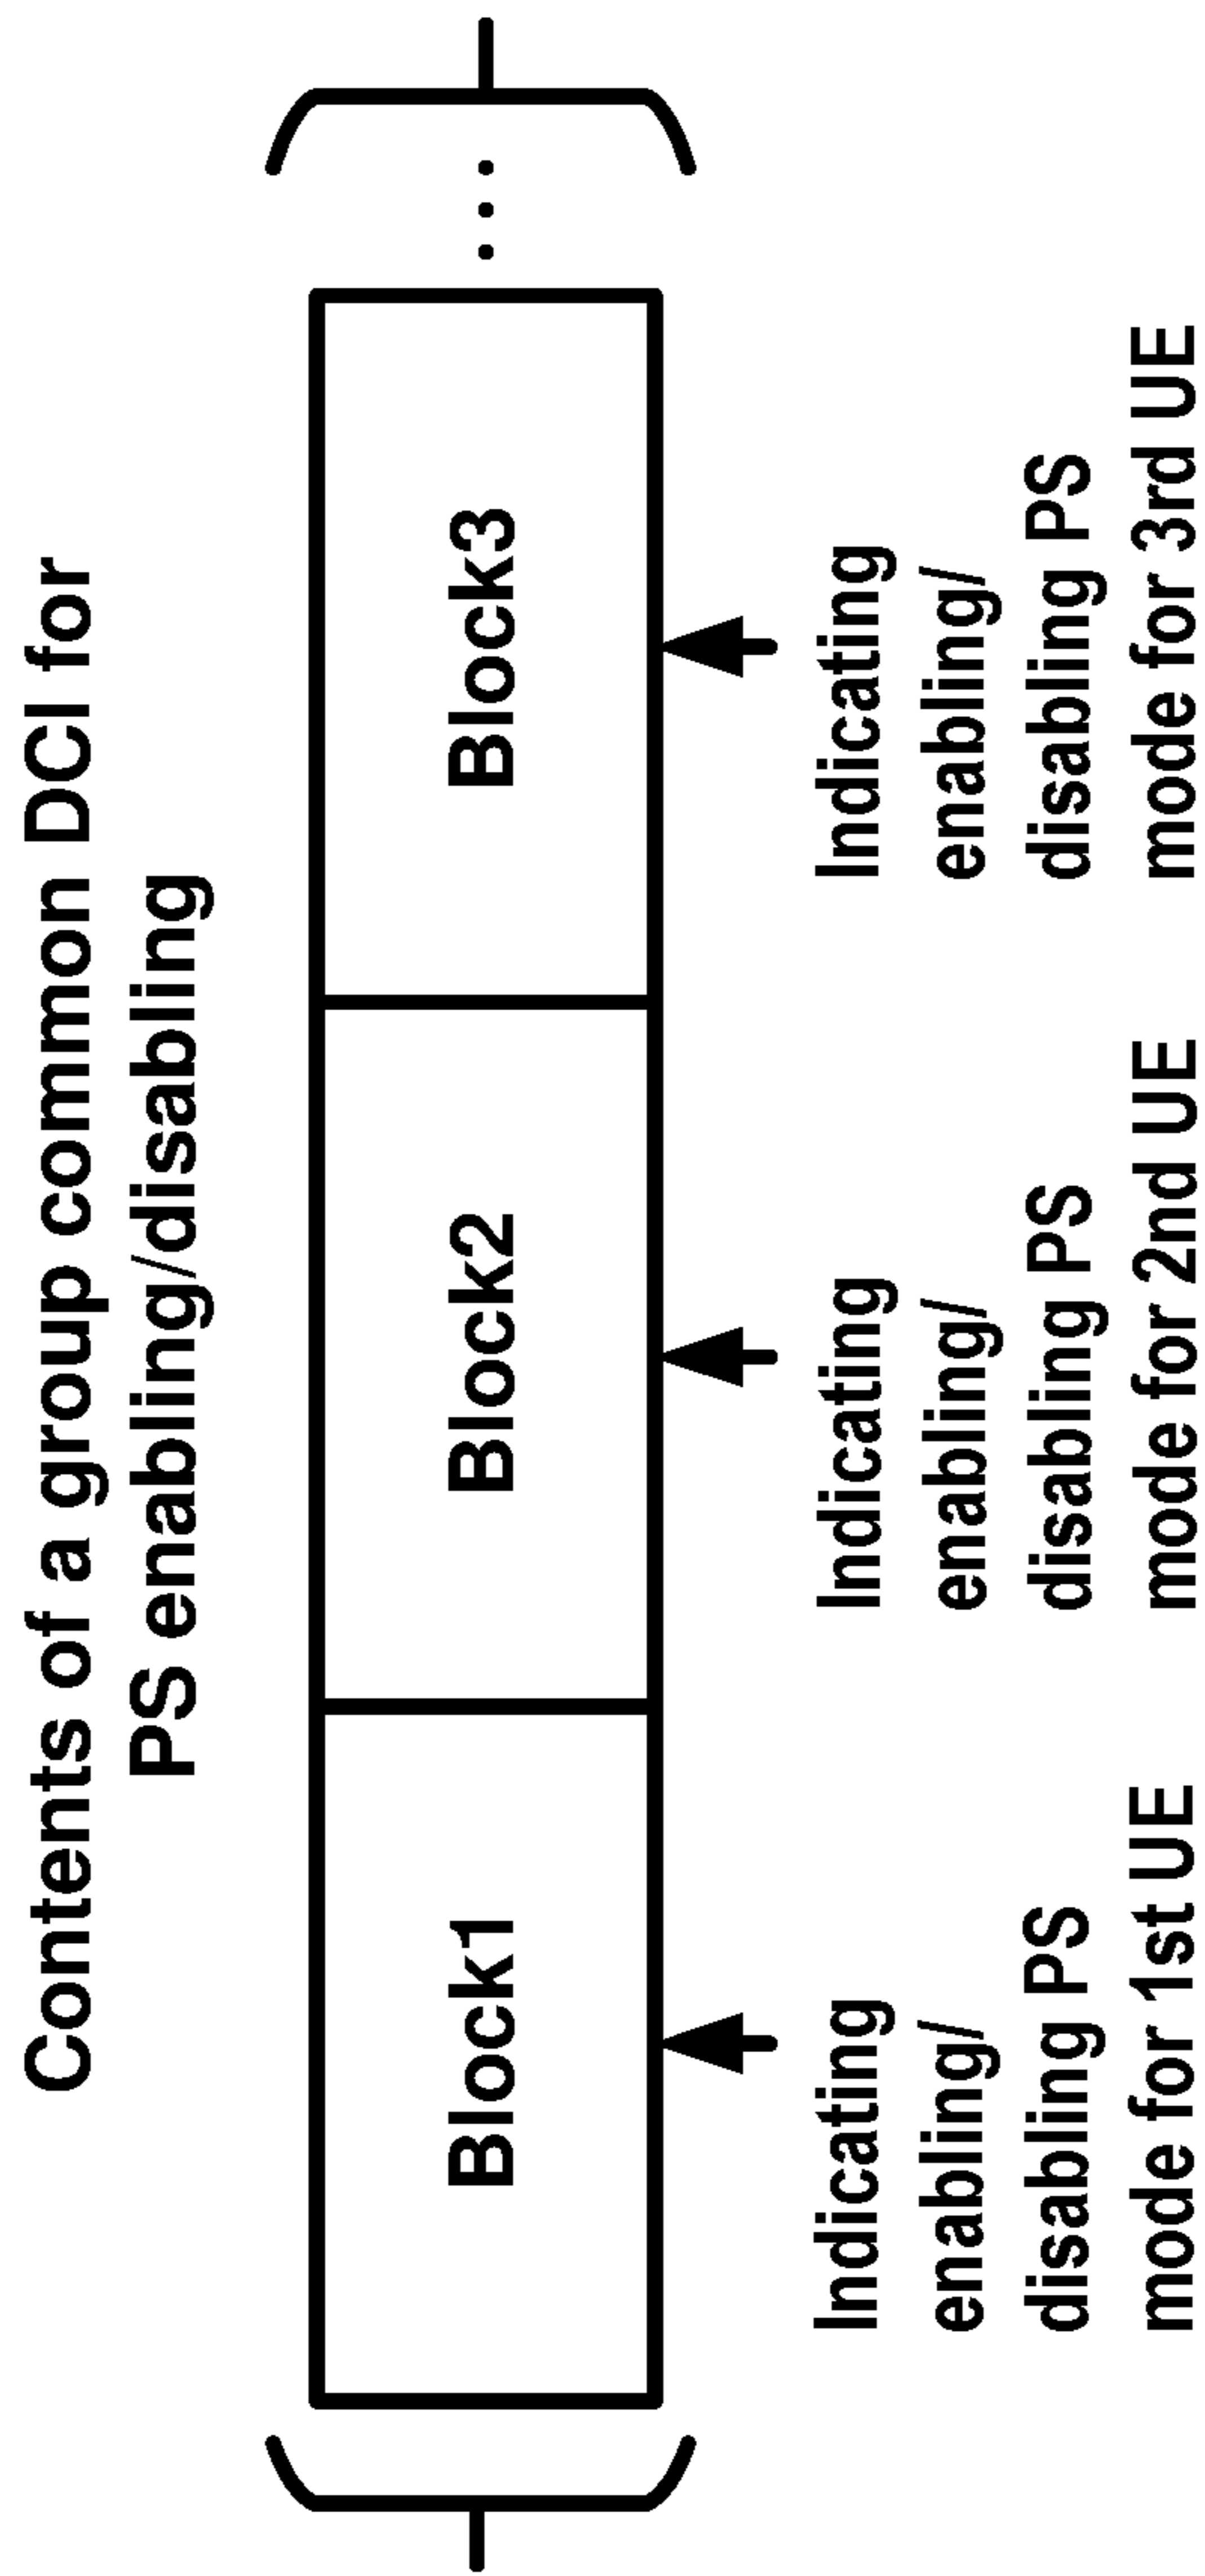 Contents of a group common DCI for
PS enabling/disabling
Block1
Block2
Block3
...
Indicating
enabling/
disabling PS
mode for 1st UE
Indicating
enabling/
disabling PS
mode for 2nd UE
Indicating
enabling/
disabling PS
mode for 3rd UE